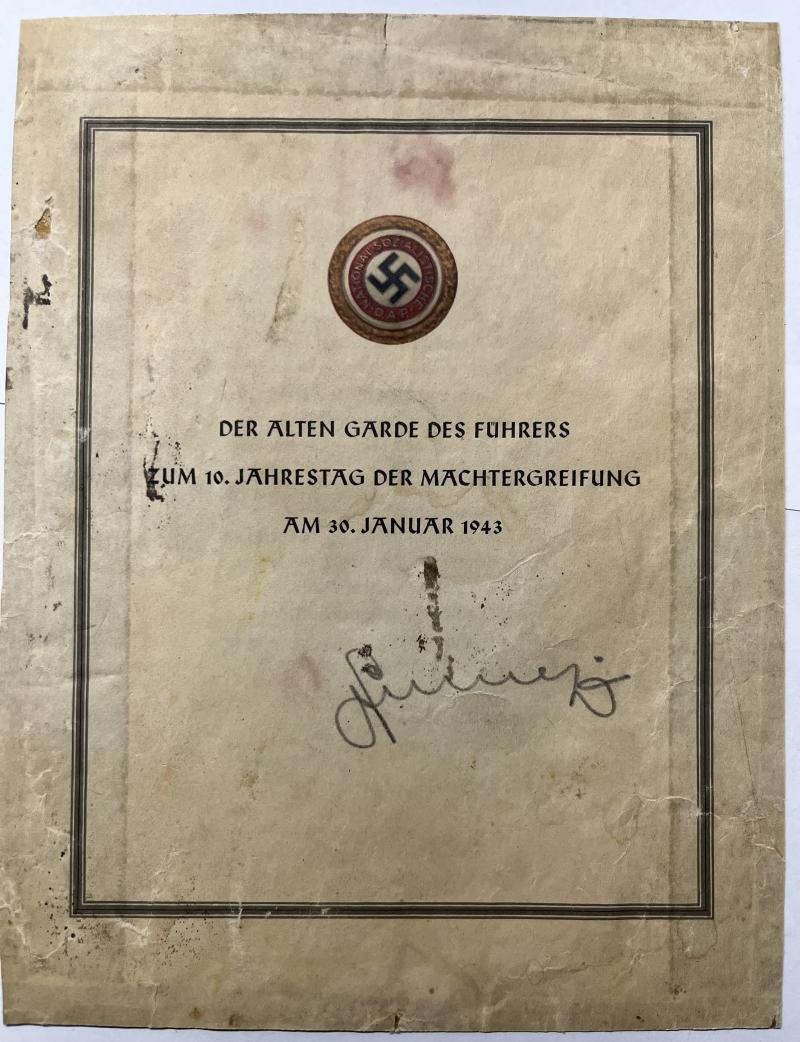 NATIONALSOZIALISTISCHE D.A.P.
DER ALTEN GARDE DES FÜHRERS
ZUM 10. JAHRESTAG DER MACHTERGREIFUNG
AM 30. JANUAR 1943